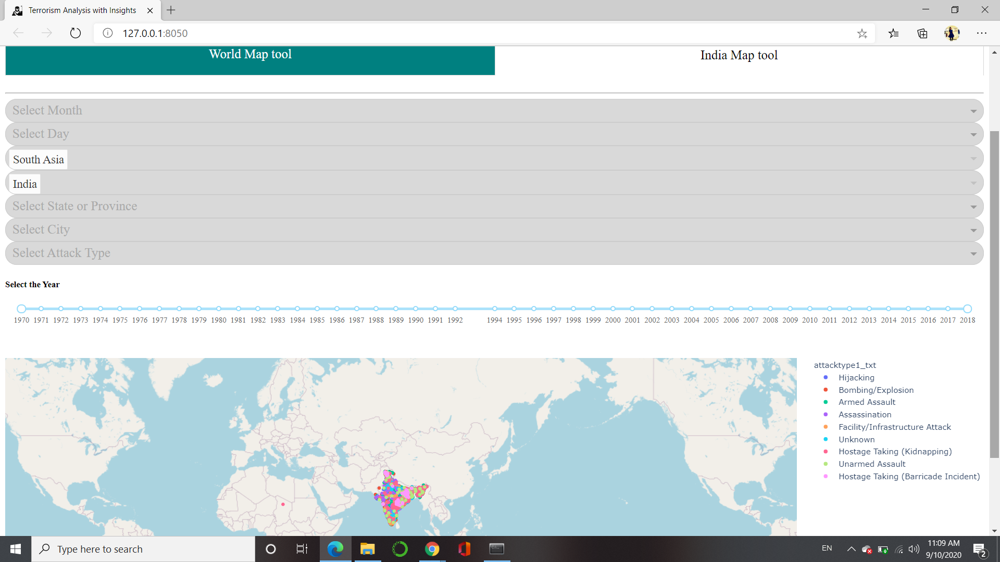 Terrorism Analysis with Insights
127.0.0.1:8050
World Map tool
India Map tool
Select Month
Select Day
South Asia
India
Select State or Province
Select City
Select Attack Type
Select the Year
1970 1971 1972 1973 1974 1975 1976 1977 1978 1979 1980 1981 1982 1983 1984 1985 1986 1987 1988 1989 1990 1991 1992 1994 1995 1996 1997 1998 1999 2000 2001 2002 2003 2004 2005 2006 2007 2008 2009 2010 2011 2012 2013 2014 2015 2016 2017 2018
attacktype1_txt
Hijacking
Bombing/Explosion
Armed Assault
Assassination
Facility/Infrastructure Attack
Unknown
Hostage Taking (Kidnapping)
Unarmed Assault
Hostage Taking (Barricade Incident)
Type here to search
EN
11:09 AM
9/10/2020
2